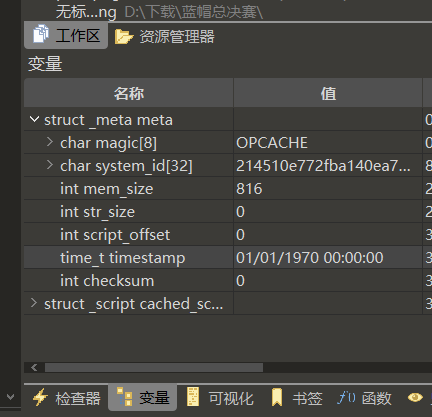 无标...ng D:\下载\蓝帽总决赛\
工作区 资源管理器
变量
名称 值
struct _meta meta 0
char magic[8] OPCACHE 0
char system_id[32] 214510e772fba140ea7... 8
int mem_size 816 2
int str_size 0 2
int script_offset 0 3
time_t timestamp 01/01/1970 00:00:00 3
int checksum 0 3
struct _script cached_sc... 3
检查器 变量 可视化 书签 f() 函数